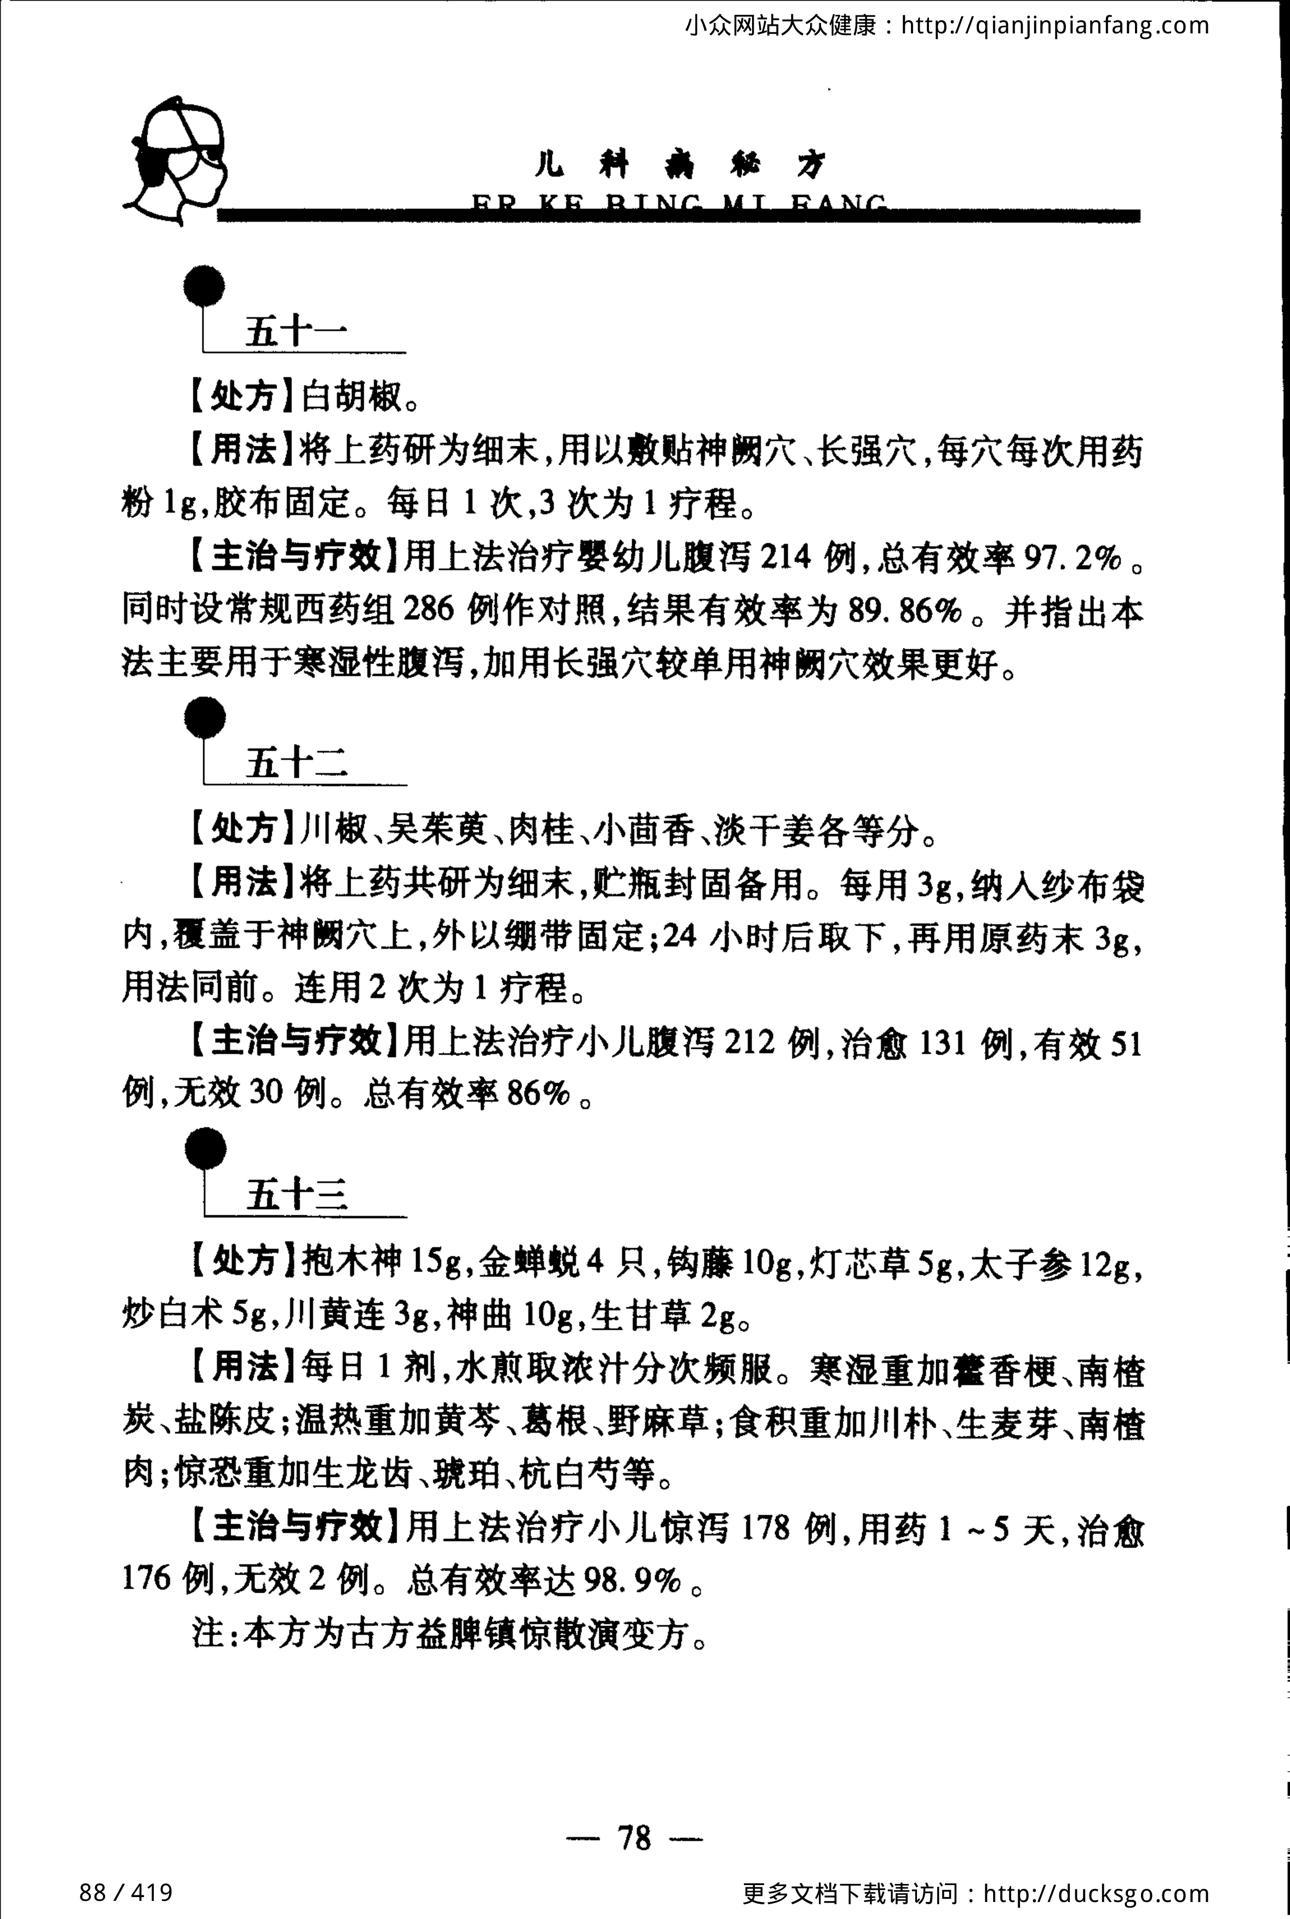 小众网站大众健康：http://qianjinpianfang.com
儿科病秘方
ER KE BING MI FANG
五十一
【处方】白胡椒。
【用法】将上药研为细末,用以敷贴神阙穴、长强穴,每穴每次用药
粉1g,胶布固定。每日1次,3次为1疗程。
【主治与疗效】用上法治疗婴幼儿腹泻214例,总有效率97.2%。
同时设常规西药组286例作对照,结果有效率为89.86%。并指出本
法主要用于寒湿性腹泻,加用长强穴较单用神阙穴效果更好。
五十二
【处方】川椒、吴茱萸、肉桂、小茴香、淡干姜各等分。
【用法】将上药共研为细末,贮瓶封固备用。每用3g,纳入纱布袋
内,覆盖于神阙穴上,外以绷带固定;24小时后取下,再用原药末3g,
用法同前。连用2次为1疗程。
【主治与疗效】用上法治疗小儿腹泻212例,治愈131例,有效51
例,无效30例。总有效率86%。
五十三
【处方】抱木神15g,金蝉蜕4只,钩藤10g,灯芯草5g,太子参12g,
炒白术5g,川黄连3g,神曲10g,生甘草2g。
【用法】每日1剂,水煎取浓汁分次频服。寒湿重加藿香梗、南楂
炭、盐陈皮;温热重加黄芩、葛根、野麻草;食积重加川朴、生麦芽、南楂
肉;惊恐重加生龙齿、琥珀、杭白芍等。
【主治与疗效】用上法治疗小儿惊泻178例,用药1~5天,治愈
176例,无效2例。总有效率达98.9%。
注:本方为古方益脾镇惊散演变方。
— 78 —
88 / 419
更多文档下载请访问：http://ducksgo.com